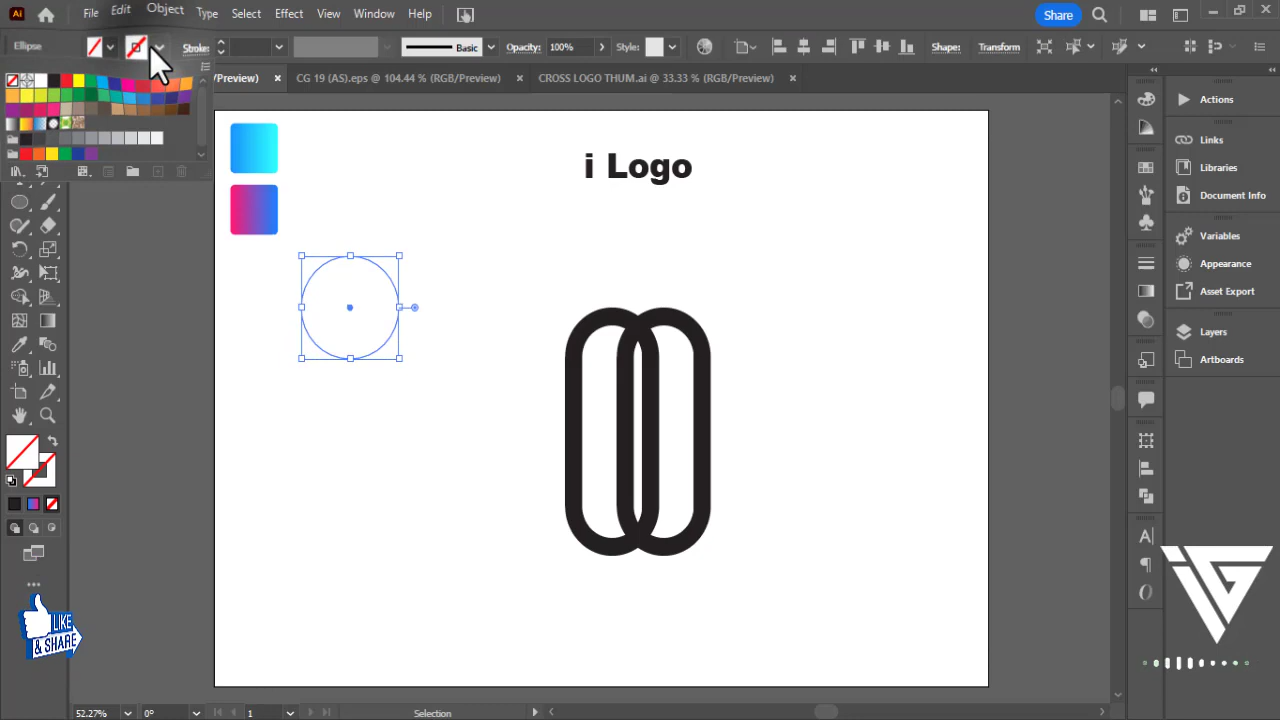 Ai File Edit Object Type Select Effect View Window Help Share
Ellipse Stroke: Basic Opacity: 100% Style: Shape: Transform
/Preview) × CG 19 (AS).eps @ 104.44 % (RGB/Preview) × CROSS LOGO THUM.ai @ 33.33 % (RGB/Preview) ×
Actions
Links
Libraries
Document Info
Variables
Appearance
Asset Export
Layers
Artboards
i Logo
LIKE
& SHARE
52.27% 0° 1 Selection